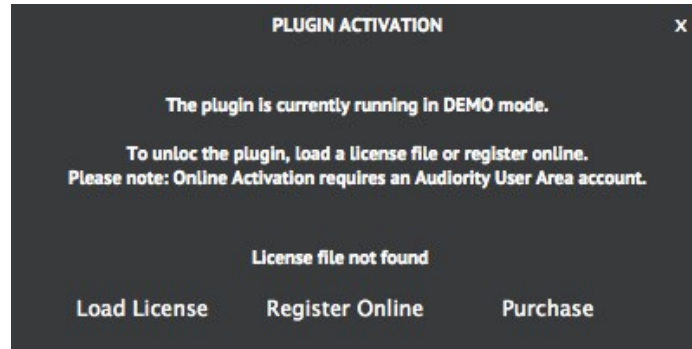 PLUGIN ACTIVATION X
The plugin is currently running in DEMO mode.
To unloc the plugin, load a license file or register online.
Please note: Online Activation requires an Audiority User Area account.
License file not found
Load License Register Online Purchase